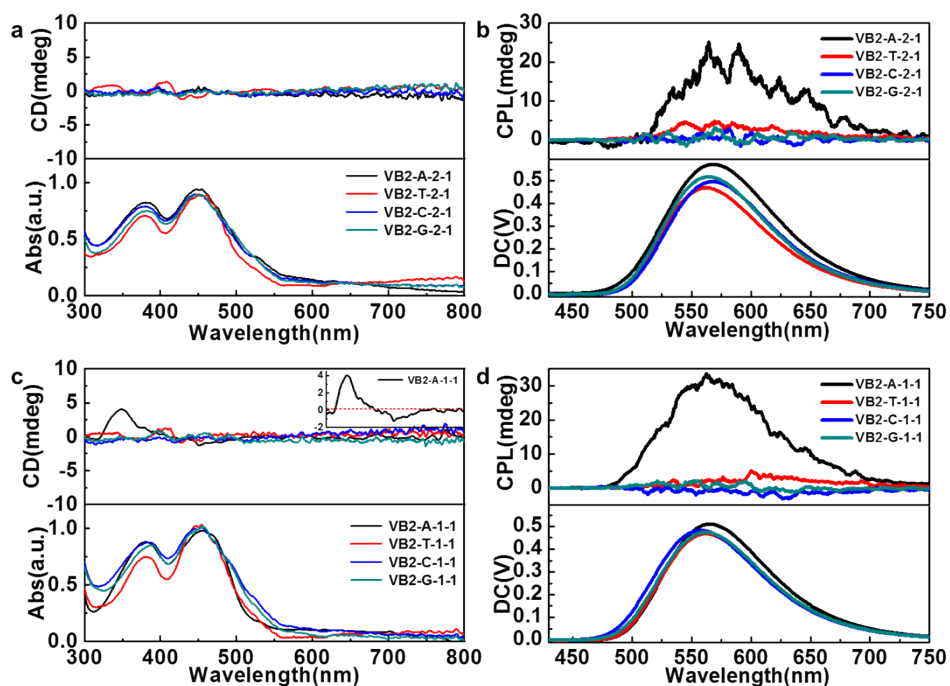 a
CD(mdeg)
10
5
0
-5
-10
Abs(a.u.)
1.0
0.5
0.0
VB2-A-2-1
VB2-T-2-1
VB2-C-2-1
VB2-G-2-1
300 400 500 600 700 800
Wavelength(nm)
b
CPL(mdeg)
30
20
10
0
VB2-A-2-1
VB2-T-2-1
VB2-C-2-1
VB2-G-2-1
DC(V)
0.5
0.4
0.3
0.2
0.1
0.0
450 500 550 600 650 700 750
Wavelength(nm)
c
CD(mdeg)
10
5
0
-5
-10
4
2
0
-2
VB2-A-1-1
Abs(a.u.)
1.0
0.5
0.0
VB2-A-1-1
VB2-T-1-1
VB2-C-1-1
VB2-G-1-1
300 400 500 600 700 800
Wavelength(nm)
d
CPL(mdeg)
30
20
10
0
VB2-A-1-1
VB2-T-1-1
VB2-C-1-1
VB2-G-1-1
DC(V)
0.5
0.4
0.3
0.2
0.1
0.0
450 500 550 600 650 700 750
Wavelength(nm)